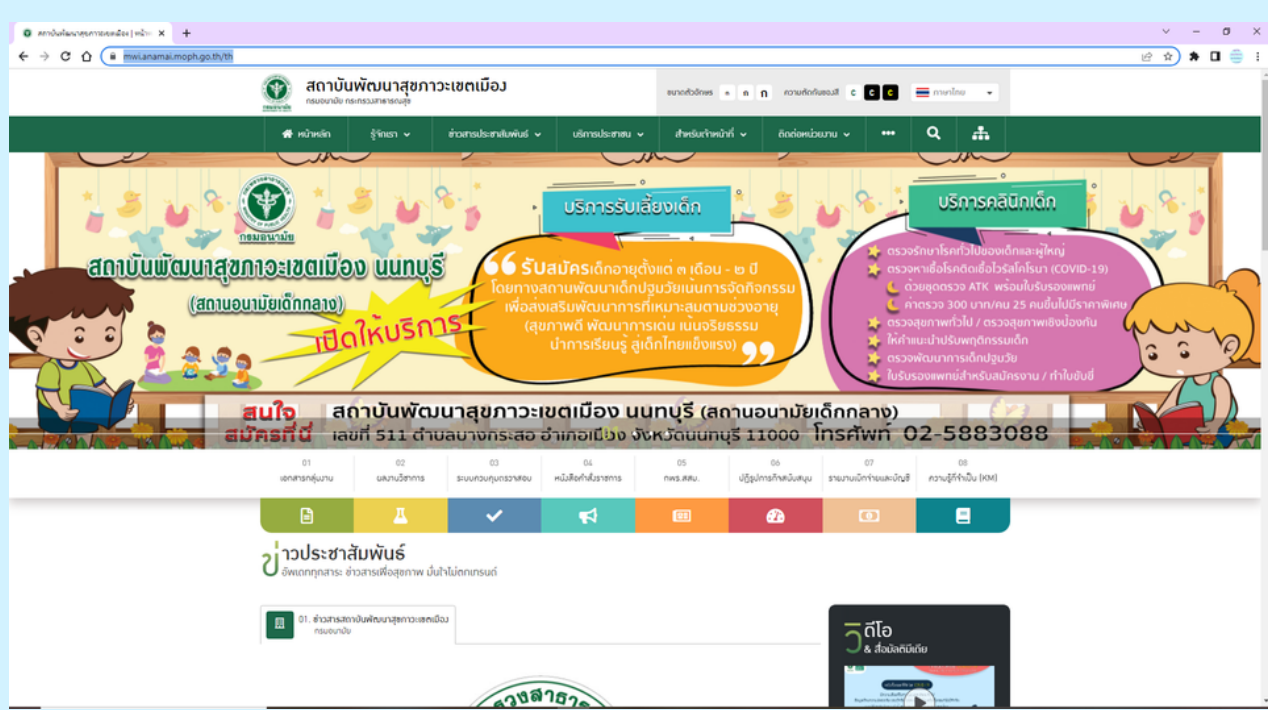 สถาบันพัฒนาสุขภาวะเขตเมือง | หน้า
mwi.anamai.moph.go.th/th
สถาบันพัฒนาสุขภาวะเขตเมือง
กรมอนามัย กระทรวงสาธารณสุข
ขนาดตัวอักษร ก ก ก ความตัดกันของสี C C C ภาษาไทย
หน้าหลัก รู้จักเรา ข่าวสารประชาสัมพันธ์ บริการประชาชน สำหรับเจ้าหน้าที่ ติดต่อหน่วยงาน
กรมอนามัย
สถาบันพัฒนาสุขภาวะเขตเมือง นนทบุรี
(สถานอนามัยเด็กกลาง)
เปิดให้บริการ
บริการรับเลี้ยงเด็ก
รับสมัครเด็กอายุตั้งแต่ ๓ เดือน - ๒ ปี
โดยทางสถานพัฒนาเด็กปฐมวัยเน้นการจัดกิจกรรม
เพื่อส่งเสริมพัฒนาการที่เหมาะสมตามช่วงอายุ
(สุขภาพดี พัฒนาการเด่น เน้นจริยธรรม
นำการเรียนรู้ สู่เด็กไทยแข็งแรง)
บริการคลินิกเด็ก
ตรวจรักษาโรคทั่วไปของเด็กและผู้ใหญ่
ตรวจหาเชื้อโรคติดเชื้อไวรัสโคโรนา (COVID-19)
ด้วยชุดตรวจ ATK พร้อมใบรับรองแพทย์
ค่าตรวจ 300 บาท/คน 25 คนขึ้นไปมีราคาพิเศษ
ตรวจสุขภาพทั่วไป / ตรวจสุขภาพเชิงป้องกัน
ให้คำแนะนำปรับพฤติกรรมเด็ก
ตรวจพัฒนาการเด็กปฐมวัย
ใบรับรองแพทย์สำหรับสมัครงาน / ทำใบขับขี่
สนใจ
สมัครที่นี่
สถาบันพัฒนาสุขภาวะเขตเมือง นนทบุรี (สถานอนามัยเด็กกลาง)
เลขที่ 511 ตำบลบางกระสอ อำเภอเมือง จังหวัดนนทบุรี 11000 โทรศัพท์ 02-5883088
01 02 03 04 05 06 07 08
เอกสารกลุ่มงาน ผลงานวิชาการ ระบบควบคุมตรวจสอบ หนังสือคำสั่งราชการ กพร.สสม. ปฏิรูปภารกิจสนับสนุน รายงานเบิกจ่ายและบัญชี ความรู้ที่จำเป็น (KM)
ข่าวประชาสัมพันธ์
อัพเดททุกสาระ ข่าวสารเพื่อสุขภาพ มั่นใจไม่ตกเทรนด์
01. ข่าวสารสถาบันพัฒนาสุขภาวะเขตเมือง
กรมอนามัย
วิดีโอ
& สื่อมัลติมีเดีย